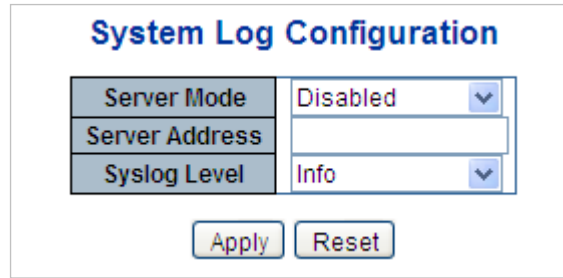 System Log Configuration
Server Mode Disabled
Server Address
Syslog Level Info
Apply Reset